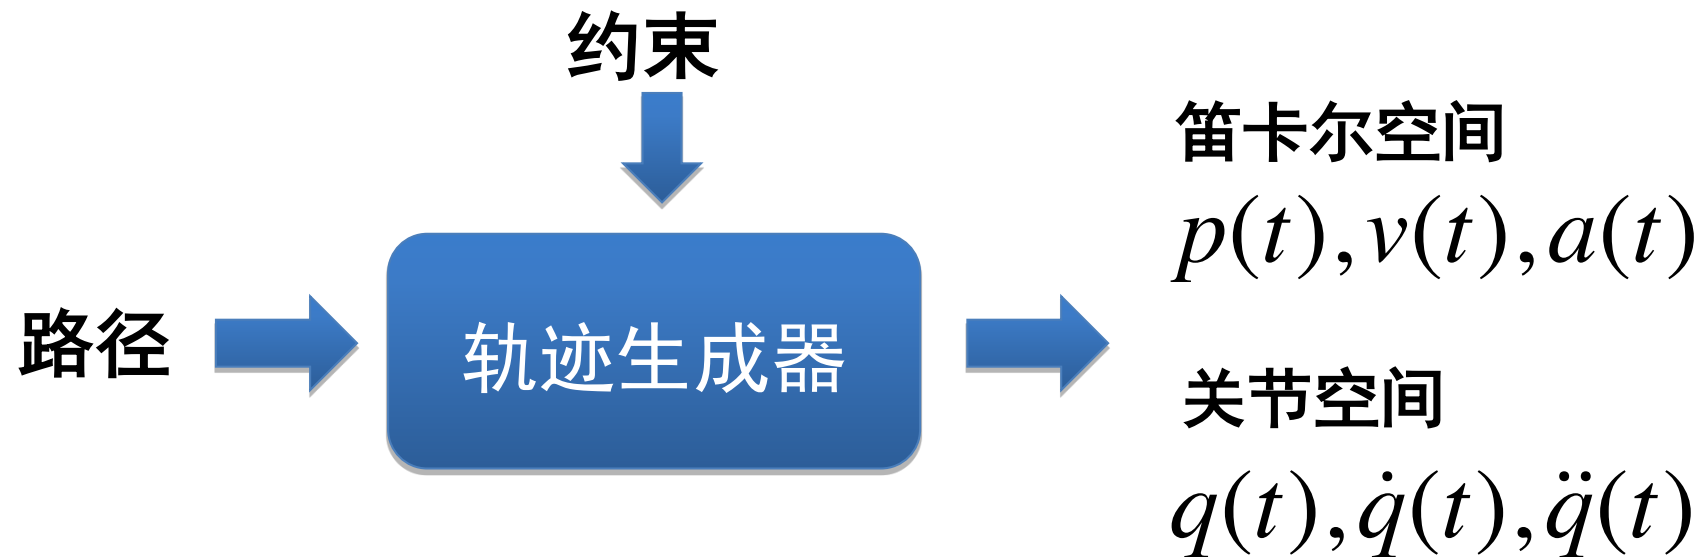 约束
笛卡尔空间
p(t),v(t),a(t)
路径
轨迹生成器
关节空间
q(t),q̇(t),q̈(t)